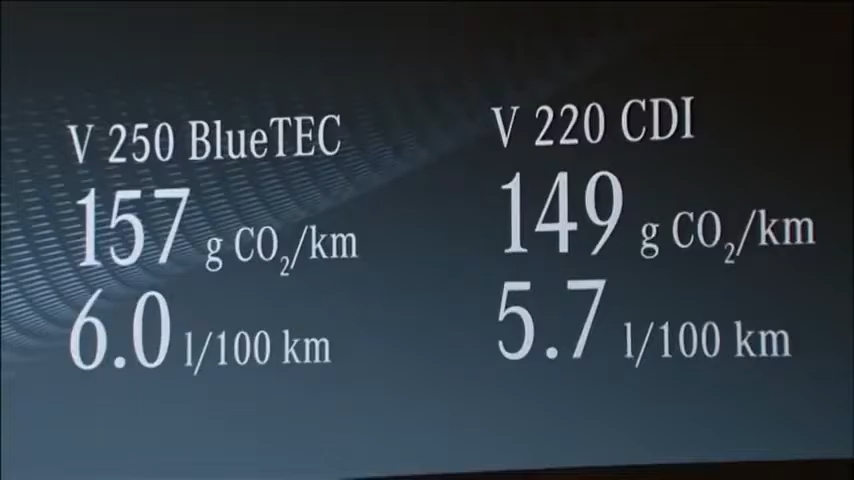 V 250 BlueTEC
157 g CO₂/km
6.0 l/100 km
V 220 CDI
149 g CO₂/km
5.7 l/100 km